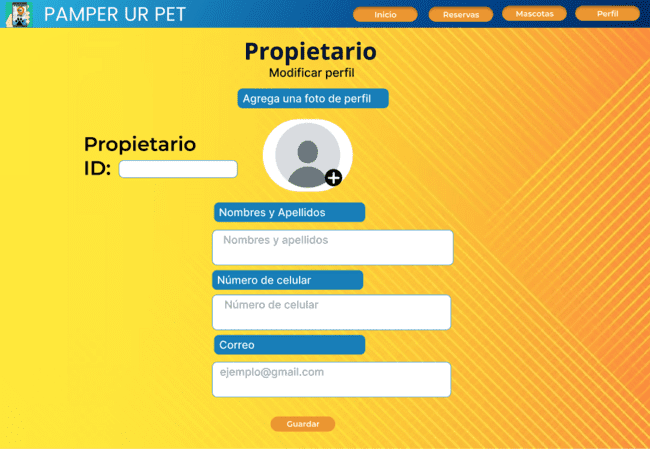 PAMPER UR PET
Inicio
Reservas
Mascotas
Perfil
Propietario
Modificar perfil
Agrega una foto de perfil
Propietario
ID:
Nombres y Apellidos
Nombres y apellidos
Número de celular
Número de celular
Correo
ejemplo@gmail.com
Guardar